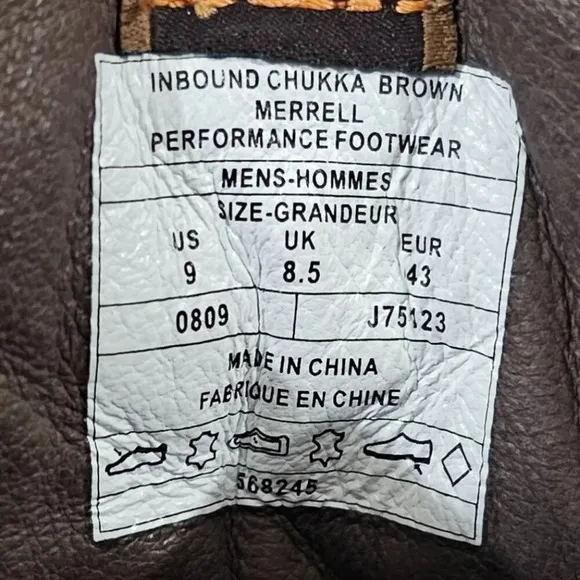 INBOUND CHUKKA BROWN
MERRELL
PERFORMANCE FOOTWEAR
MENS-HOMMES
SIZE-GRANDEUR
US UK EUR
9 8.5 43
0809 J75123
MADE IN CHINA
FABRIQUE EN CHINE
568245